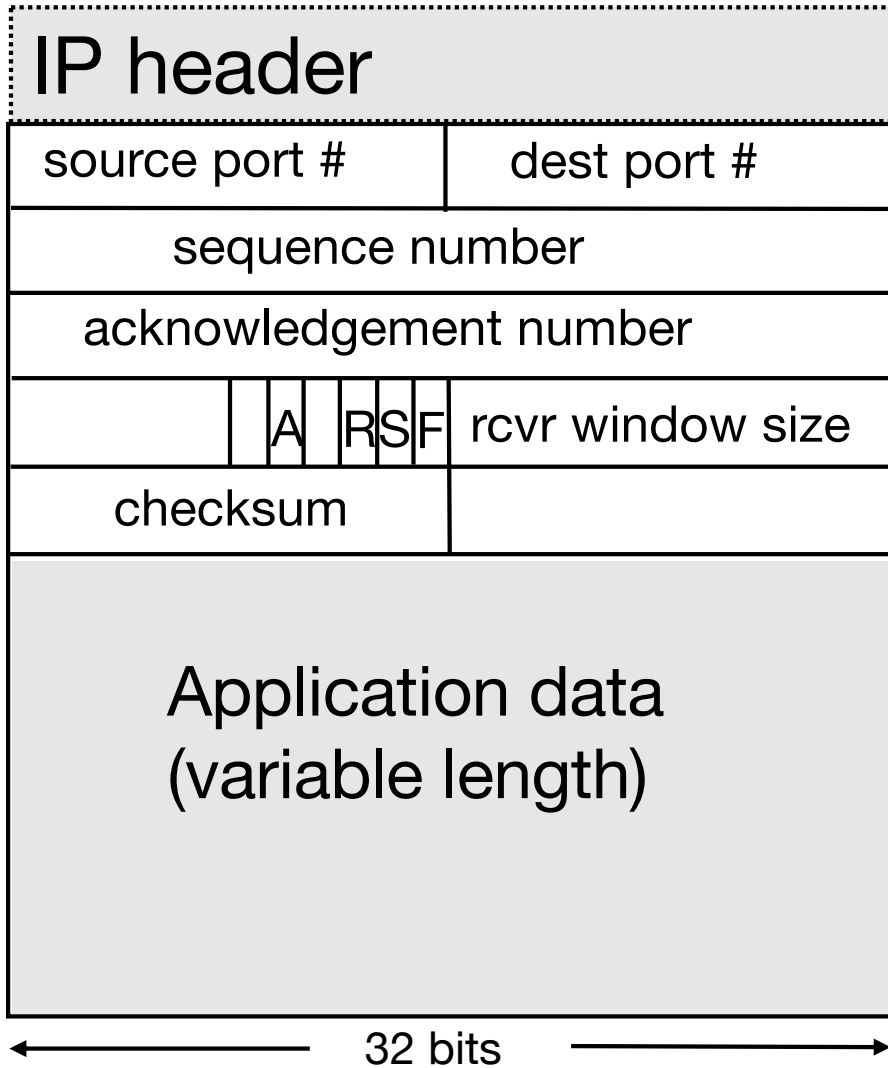 IP header
source port # dest port #
sequence number
acknowledgement number
A R S F rcvr window size
checksum
Application data
(variable length)
32 bits